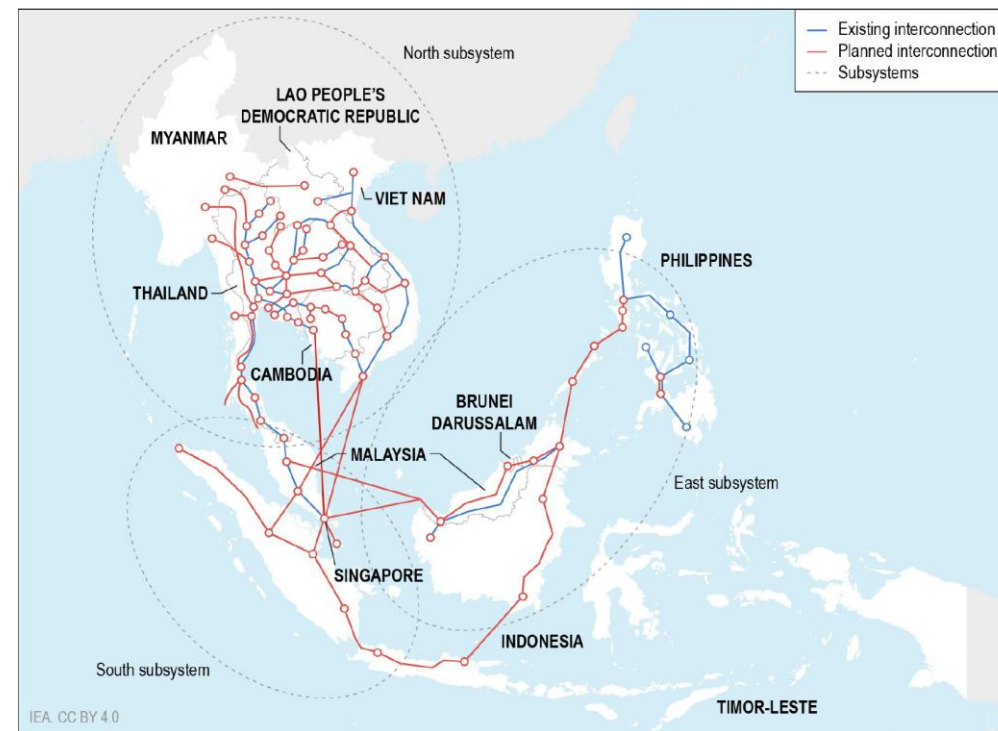 Existing interconnection
Planned interconnection
Subsystems
North subsystem
LAO PEOPLE'S
DEMOCRATIC REPUBLIC
MYANMAR
VIET NAM
PHILIPPINES
THAILAND
CAMBODIA
BRUNEI
DARUSSALAM
MALAYSIA
East subsystem
SINGAPORE
INDONESIA
South subsystem
TIMOR-LESTE
IEA. CC BY 4.0